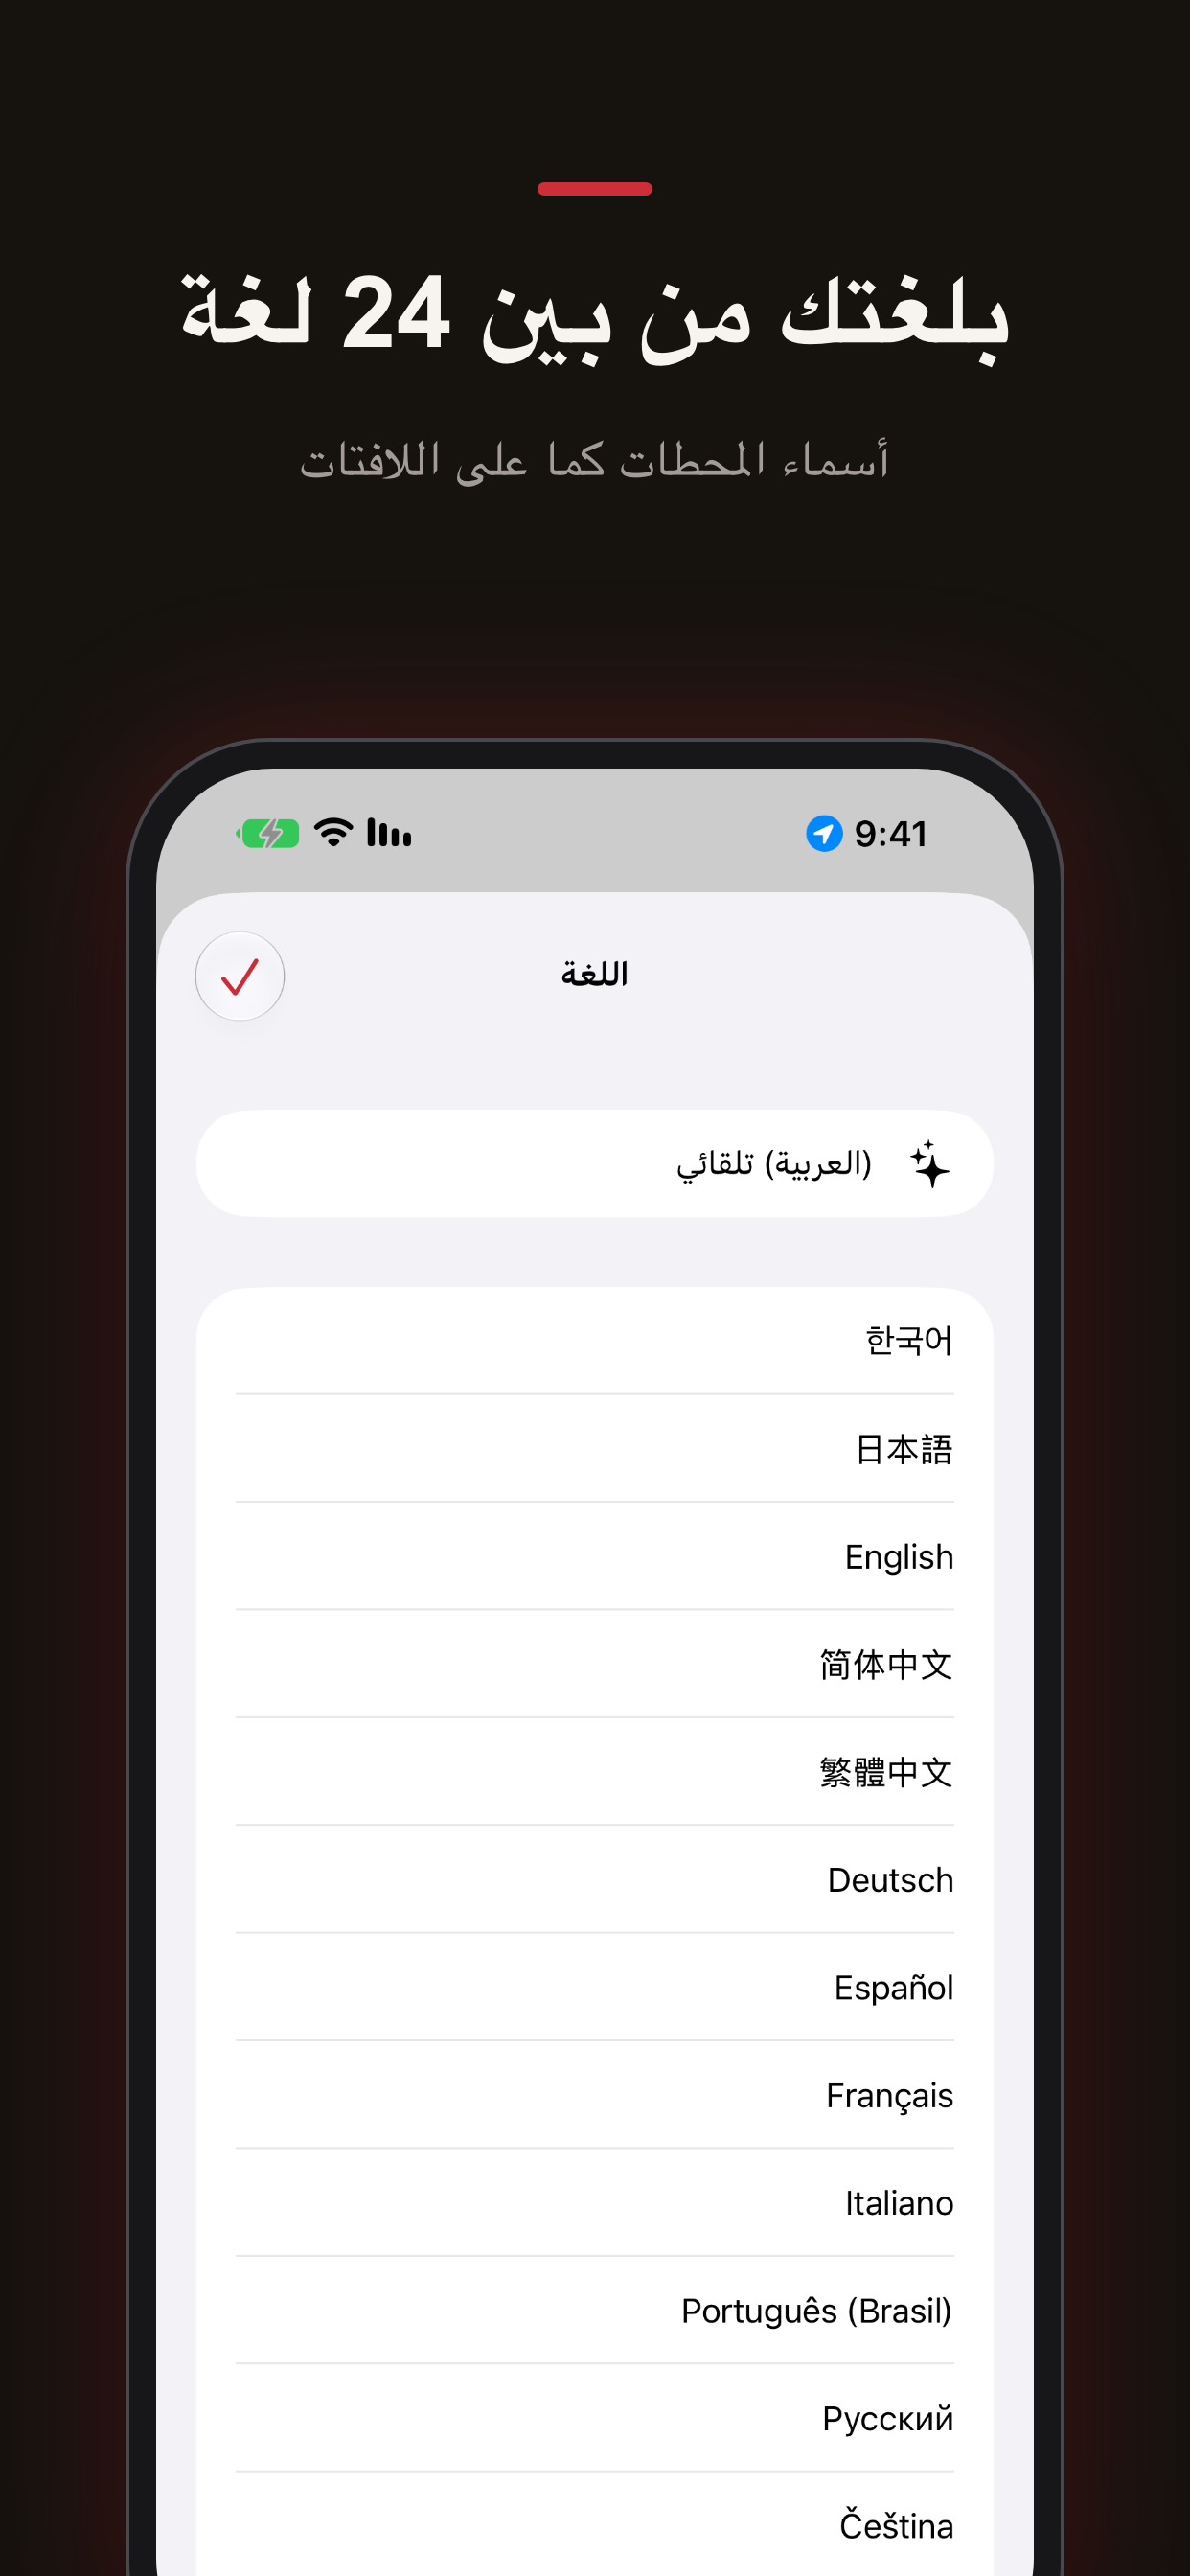 بلغتك من بين 24 لغة
أسماء المحطات كما على اللافتات
9:41
اللغة
(العربية) تلقائي
한국어
日本語
English
简体中文
繁體中文
Deutsch
Español
Français
Italiano
Português (Brasil)
Русский
Čeština